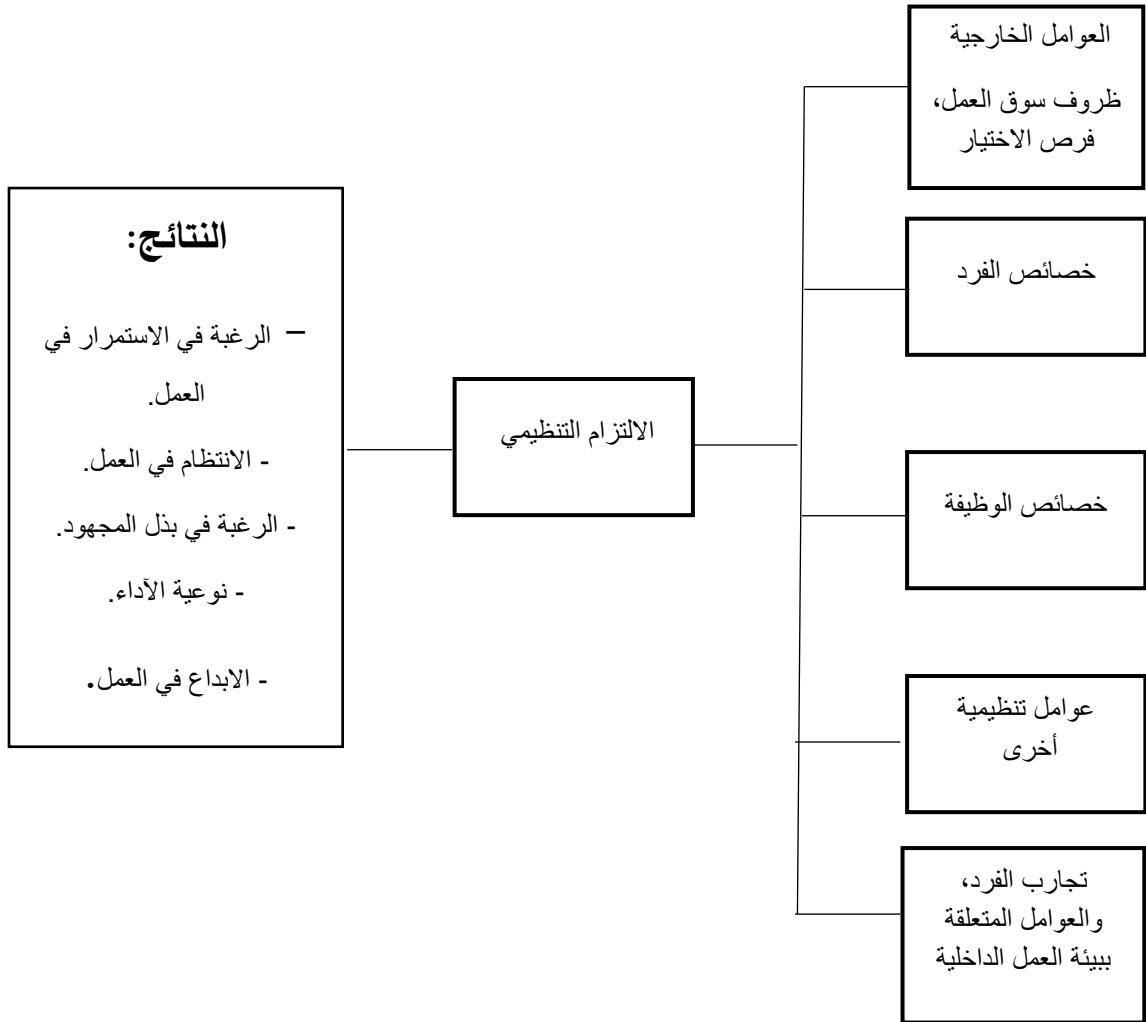 العوامل الخارجية
ظروف سوق العمل،
فرص الاختيار
خصائص الفرد
خصائص الوظيفة
عوامل تنظيمية
أخرى
تجارب الفرد،
والعوامل المتعلقة
ببيئة العمل الداخلية
الالتزام التنظيمي
النتائج:
– الرغبة في الاستمرار في
العمل.
- الانتظام في العمل.
- الرغبة في بذل المجهود.
- نوعية الآداء.
- الابداع في العمل.